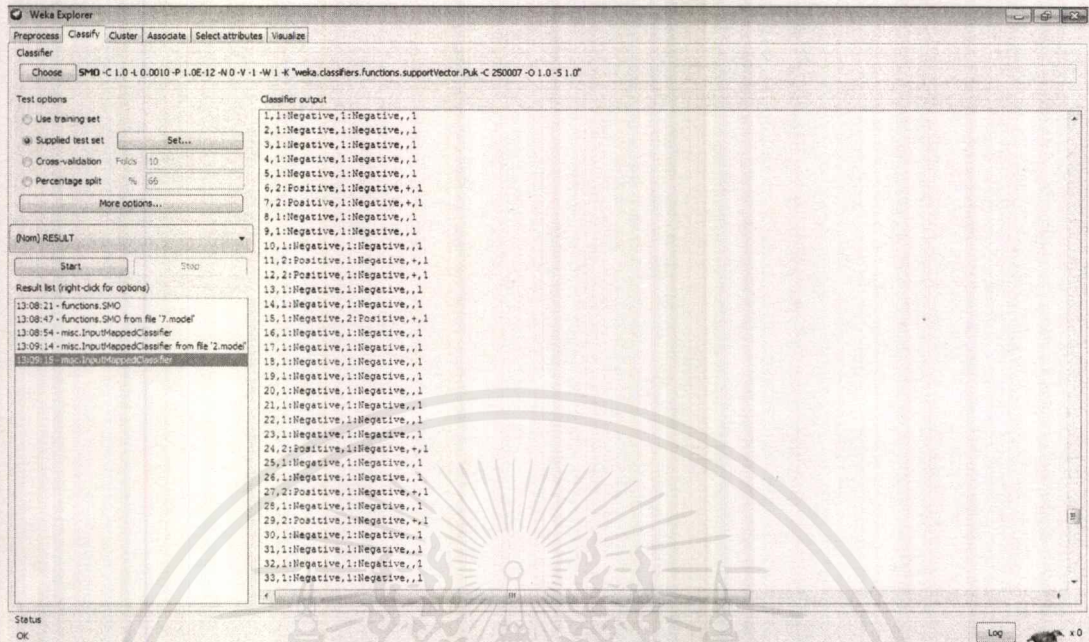 Weka Explorer
Preprocess Classify Cluster Associate Select attributes Visualize
Classifier
Choose SMO -C 1.0 -L 0.0010 -P 1.0E-12 -N 0 -V -1 -W 1 -K "weka.classifiers.functions.supportVector.Puk -C 250007 -O 1.0 -S 1.0"
Test options
Use training set
Supplied test set Set...
Cross-validation Folds 10
Percentage split % 66
More options...
(Nom) RESULT
Start Stop
Result list (right-click for options)
13:08:21 - functions.SMO
13:08:47 - functions.SMO from file '7.model'
13:08:54 - misc.InputMappedClassifier
13:09:14 - misc.InputMappedClassifier from file '2.model'
13:09:15 - misc.InputMappedClassifier
Classifier output
1,1:Negative,1:Negative,,1
2,1:Negative,1:Negative,,1
3,1:Negative,1:Negative,,1
4,1:Negative,1:Negative,,1
5,1:Negative,1:Negative,,1
6,2:Positive,1:Negative,+,1
7,2:Positive,1:Negative,+,1
8,1:Negative,1:Negative,,1
9,1:Negative,1:Negative,,1
10,1:Negative,1:Negative,,1
11,2:Positive,1:Negative,+,1
12,2:Positive,1:Negative,+,1
13,1:Negative,1:Negative,,1
14,1:Negative,1:Negative,,1
15,1:Negative,2:Positive,+,1
16,1:Negative,1:Negative,,1
17,1:Negative,1:Negative,,1
18,1:Negative,1:Negative,,1
19,1:Negative,1:Negative,,1
20,1:Negative,1:Negative,,1
21,1:Negative,1:Negative,,1
22,1:Negative,1:Negative,,1
23,1:Negative,1:Negative,,1
24,2:Positive,1:Negative,+,1
25,1:Negative,1:Negative,,1
26,1:Negative,1:Negative,,1
27,2:Positive,1:Negative,+,1
28,1:Negative,1:Negative,,1
29,2:Positive,1:Negative,+,1
30,1:Negative,1:Negative,,1
31,1:Negative,1:Negative,,1
32,1:Negative,1:Negative,,1
33,1:Negative,1:Negative,,1
Status
OK
Log
x 0